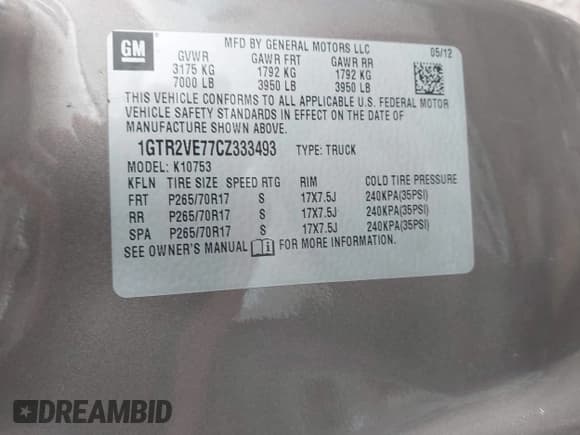 GM
MFD BY GENERAL MOTORS LLC 05/12
GVWR GAWR FRT GAWR RR
3175 KG 1792 KG 1792 KG
7000 LB 3950 LB 3950 LB
THIS VEHICLE CONFORMS TO ALL APPLICABLE U.S. FEDERAL MOTOR
VEHICLE SAFETY STANDARDS IN EFFECT ON THE DATE OF
MANUFACTURE SHOWN ABOVE.
1GTR2VE77CZ333493 TYPE: TRUCK
MODEL: K10753
KFLN TIRE SIZE SPEED RTG RIM COLD TIRE PRESSURE
FRT P265/70R17 S 17X7.5J 240KPA(35PSI)
RR P265/70R17 S 17X7.5J 240KPA(35PSI)
SPA P265/70R17 S 17X7.5J 240KPA(35PSI)
SEE OWNER'S MANUAL FOR MORE INFORMATION.
DREAMBID